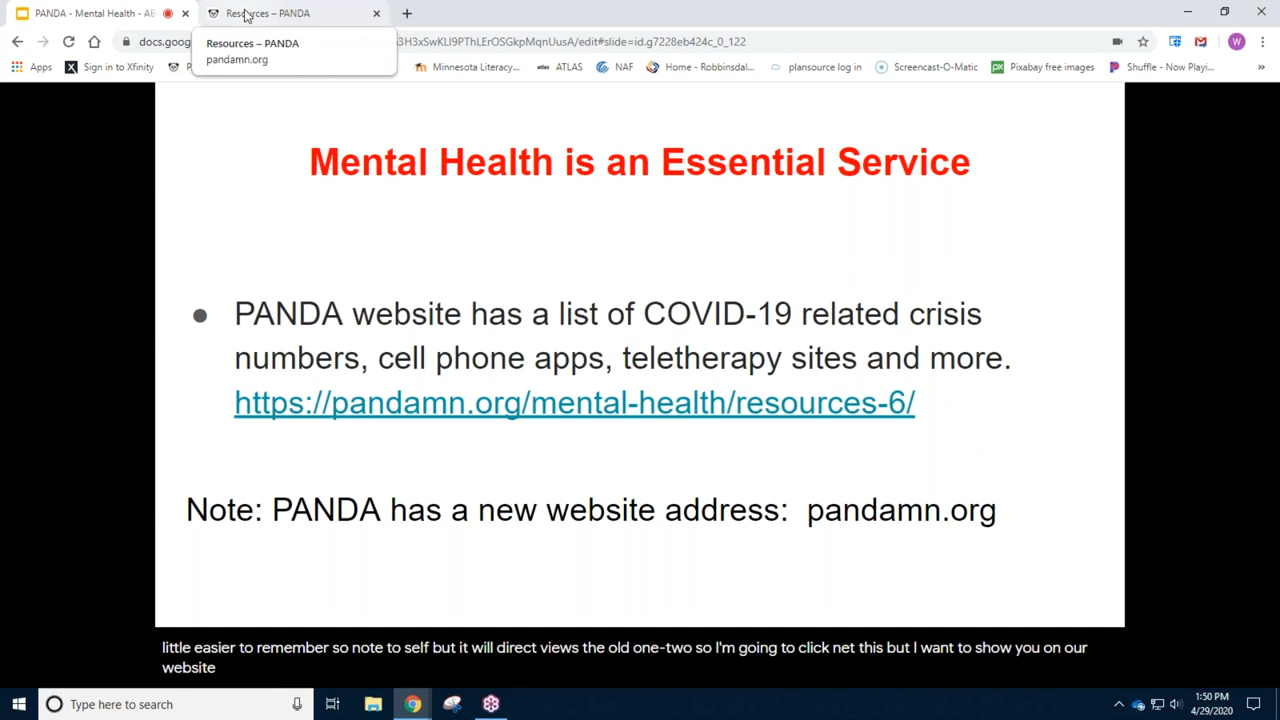 PANDA - Mental Health - AB
Resources – PANDA
docs.goog
3H3xSwKLI9PThLErOSGkpMqnUusA/edit#slide=id.g7228eb424c_0_122
W
Resources – PANDA
pandamn.org
Apps
Sign in to Xfinity
P
Minnesota Literacy...
ATLAS
NAF
Home - Robbinsdal...
plansource log in
Screencast-O-Matic
Pixabay free images
Shuffle - Now Playi...
Mental Health is an Essential Service
● PANDA website has a list of COVID-19 related crisis
numbers, cell phone apps, teletherapy sites and more.
https://pandamn.org/mental-health/resources-6/
Note: PANDA has a new website address: pandamn.org
little easier to remember so note to self but it will direct views the old one-two so I'm going to click net this but I want to show you on our
website
Type here to search
1:50 PM
4/29/2020